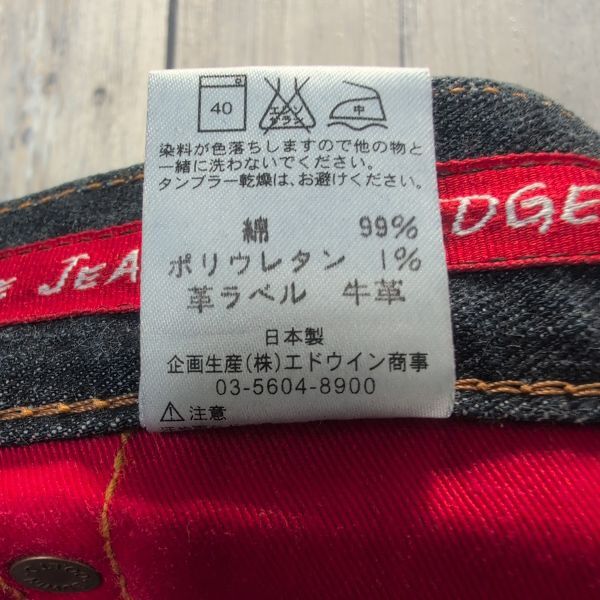 40 エンソ サラシ 中
染料が色落ちしますので他の物と
一緒に洗わないでください。
タンブラー乾燥は、お避けください。
綿 99%
ポリウレタン 1%
革ラベル 牛革
日本製
企画生産(株)エドウイン商事
03-5604-8900
⚠注意
E JEA DGE